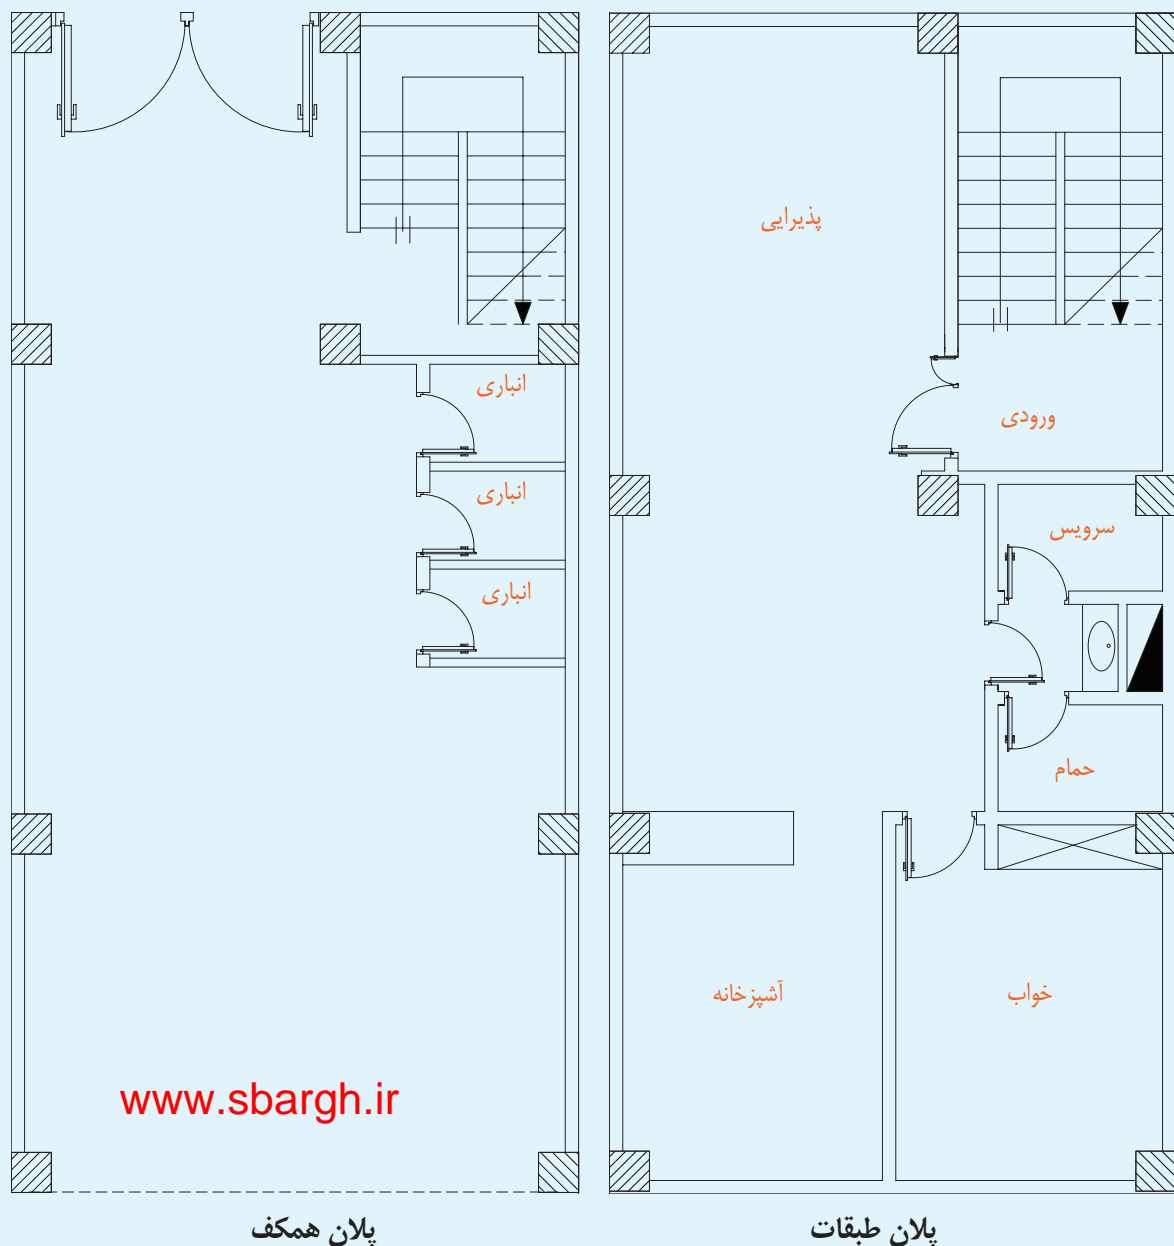 پذیرایی
ورودی
سرویس
حمام
آشپزخانه
خواب
پلان طبقات
انباری
انباری
انباری
www.sbargh.ir
پلان همکف